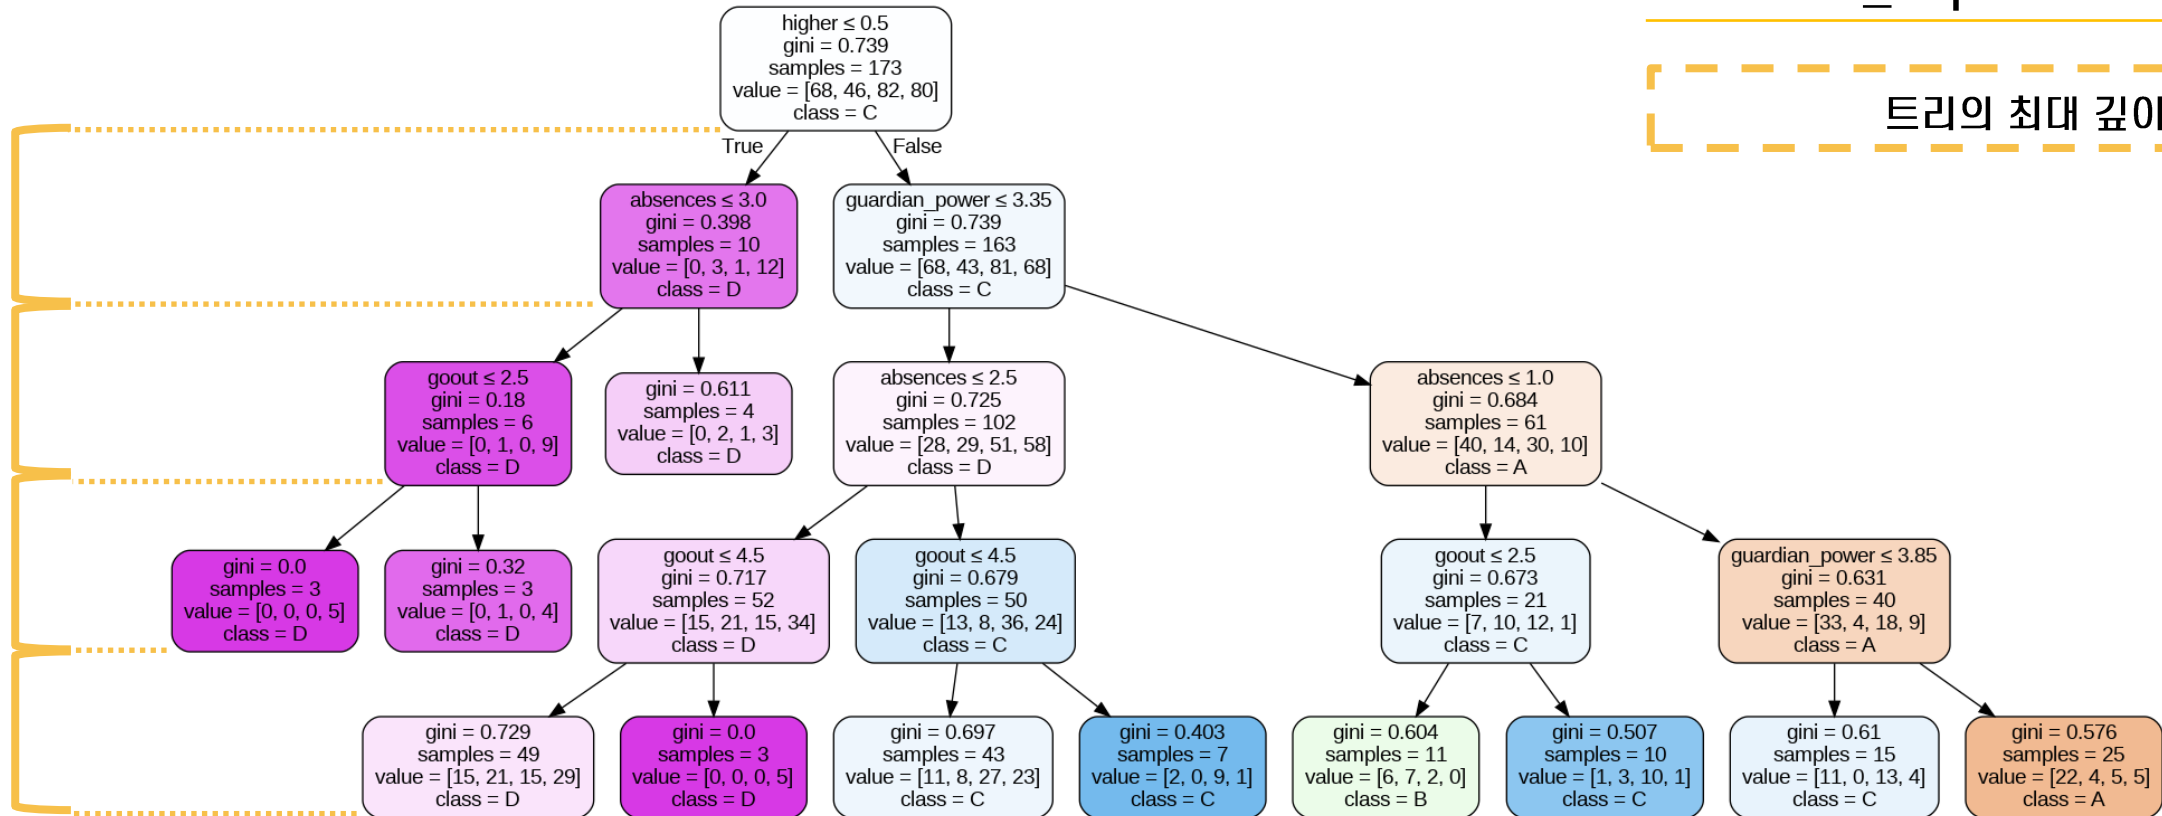 higher ≤ 0.5
gini = 0.739
samples = 173
value = [68, 46, 82, 80]
class = C
트리의 최대 깊이
True
False
absences ≤ 3.0
gini = 0.398
samples = 10
value = [0, 3, 1, 12]
class = D
guardian_power ≤ 3.35
gini = 0.739
samples = 163
value = [68, 43, 81, 68]
class = C
goout ≤ 2.5
gini = 0.18
samples = 6
value = [0, 1, 0, 9]
class = D
gini = 0.611
samples = 4
value = [0, 2, 1, 3]
class = D
absences ≤ 2.5
gini = 0.725
samples = 102
value = [28, 29, 51, 58]
class = D
absences ≤ 1.0
gini = 0.684
samples = 61
value = [40, 14, 30, 10]
class = A
gini = 0.0
samples = 3
value = [0, 0, 0, 5]
class = D
gini = 0.32
samples = 3
value = [0, 1, 0, 4]
class = D
goout ≤ 4.5
gini = 0.717
samples = 52
value = [15, 21, 15, 34]
class = D
goout ≤ 4.5
gini = 0.679
samples = 50
value = [13, 8, 36, 24]
class = C
goout ≤ 2.5
gini = 0.673
samples = 21
value = [7, 10, 12, 1]
class = C
guardian_power ≤ 3.85
gini = 0.631
samples = 40
value = [33, 4, 18, 9]
class = A
gini = 0.729
samples = 49
value = [15, 21, 15, 29]
class = D
gini = 0.0
samples = 3
value = [0, 0, 0, 5]
class = D
gini = 0.697
samples = 43
value = [11, 8, 27, 23]
class = C
gini = 0.403
samples = 7
value = [2, 0, 9, 1]
class = C
gini = 0.604
samples = 11
value = [6, 7, 2, 0]
class = B
gini = 0.507
samples = 10
value = [1, 3, 10, 1]
class = C
gini = 0.61
samples = 15
value = [11, 0, 13, 4]
class = C
gini = 0.576
samples = 25
value = [22, 4, 5, 5]
class = A